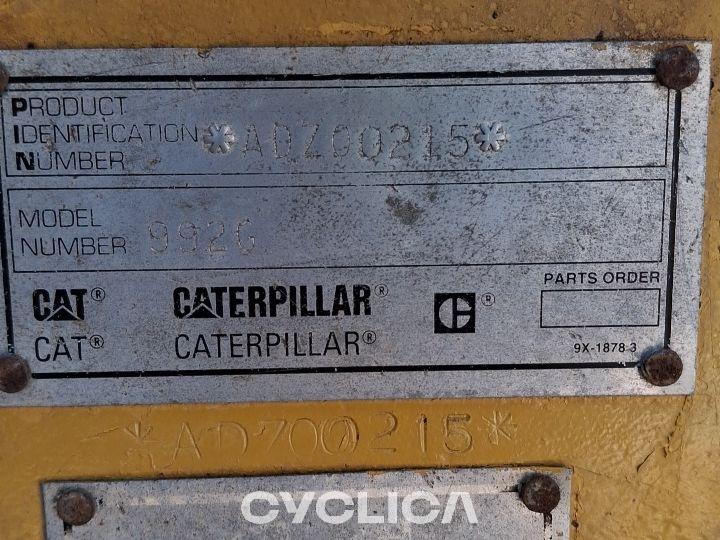 PRODUCT
IDENTIFICATION *ADZ00215*
NUMBER
MODEL
NUMBER 992G
CAT® CATERPILLAR® C® PARTS ORDER
CAT® CATERPILLAR® 9X-1878 3
*ADZ00215*
CYCLICA